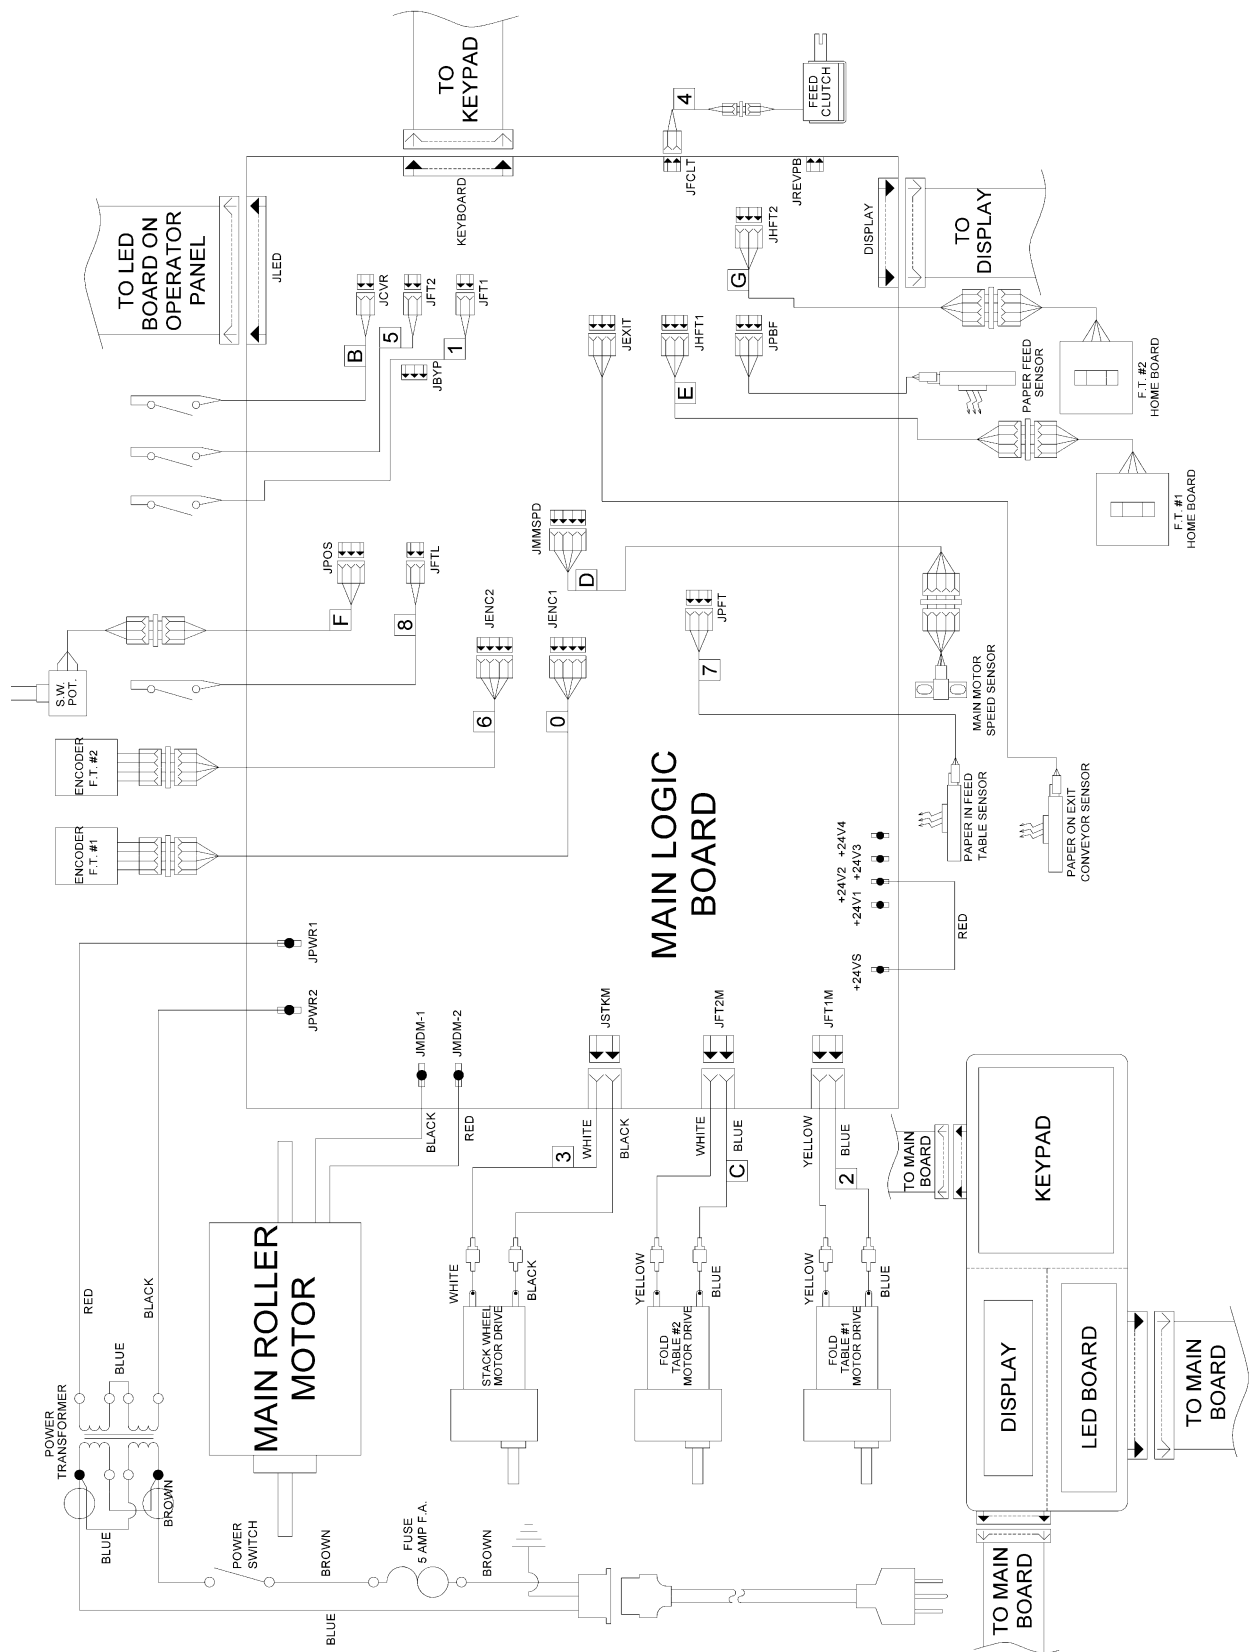 TO LED
BOARD ON
OPERATOR
PANEL
JLED
TO
KEYPAD
KEYBOARD
4
FEED
CLUTCH
JFCLT
JREVPB
DISPLAY
TO
DISPLAY
B
JCVR
5
JFT2
JBYP
1
JFT1
G
JHFT2
JEXIT
JHFT1
JPBF
E
PAPER FEED
SENSOR
F.T. #2
HOME BOARD
F.T. #1
HOME BOARD
S.W.
POT.
F
JPOS
8
JFTL
JMMSPD
D
JENC2
6
JENC1
0
JPFT
7
MAIN MOTOR
SPEED SENSOR
ENCODER
F.T. #2
ENCODER
F.T. #1
MAIN LOGIC
BOARD
PAPER IN FEED
TABLE SENSOR
PAPER ON EXIT
CONVEYOR SENSOR
+24VS
+24V1
+24V2
+24V3
+24V4
RED
JPWR1
JPWR2
JMDM-1
JMDM-2
BLACK
RED
JSTKM
JFT2M
JFT1M
3
WHITE
BLACK
WHITE
BLUE
C
YELLOW
BLUE
2
WHITE
BLACK
STACK WHEEL
MOTOR DRIVE
YELLOW
BLUE
FOLD
TABLE #2
MOTOR DRIVE
YELLOW
BLUE
FOLD
TABLE #1
MOTOR DRIVE
MAIN ROLLER
MOTOR
RED
BLACK
BLUE
POWER
TRANSFORMER
BLUE
BROWN
POWER
SWITCH
BROWN
FUSE
5 AMP F.A.
BROWN
BLUE
TO MAIN
BOARD
KEYPAD
DISPLAY
LED BOARD
TO MAIN
BOARD
TO MAIN
BOARD